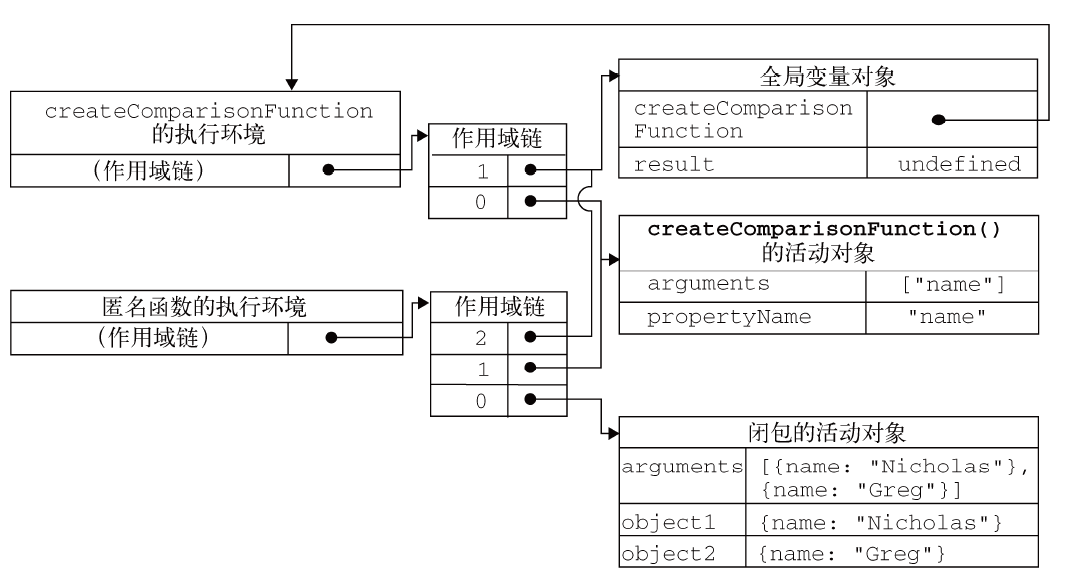 createComparisonFunction
的执行环境
(作用域链)
作用域链
1
0
全局变量对象
createComparison
Function
result undefined
createComparisonFunction()
的活动对象
arguments ["name"]
propertyName "name"
匿名函数的执行环境
(作用域链)
作用域链
2
1
0
闭包的活动对象
arguments [{name: "Nicholas"},
{name: "Greg"}]
object1 {name: "Nicholas"}
object2 {name: "Greg"}